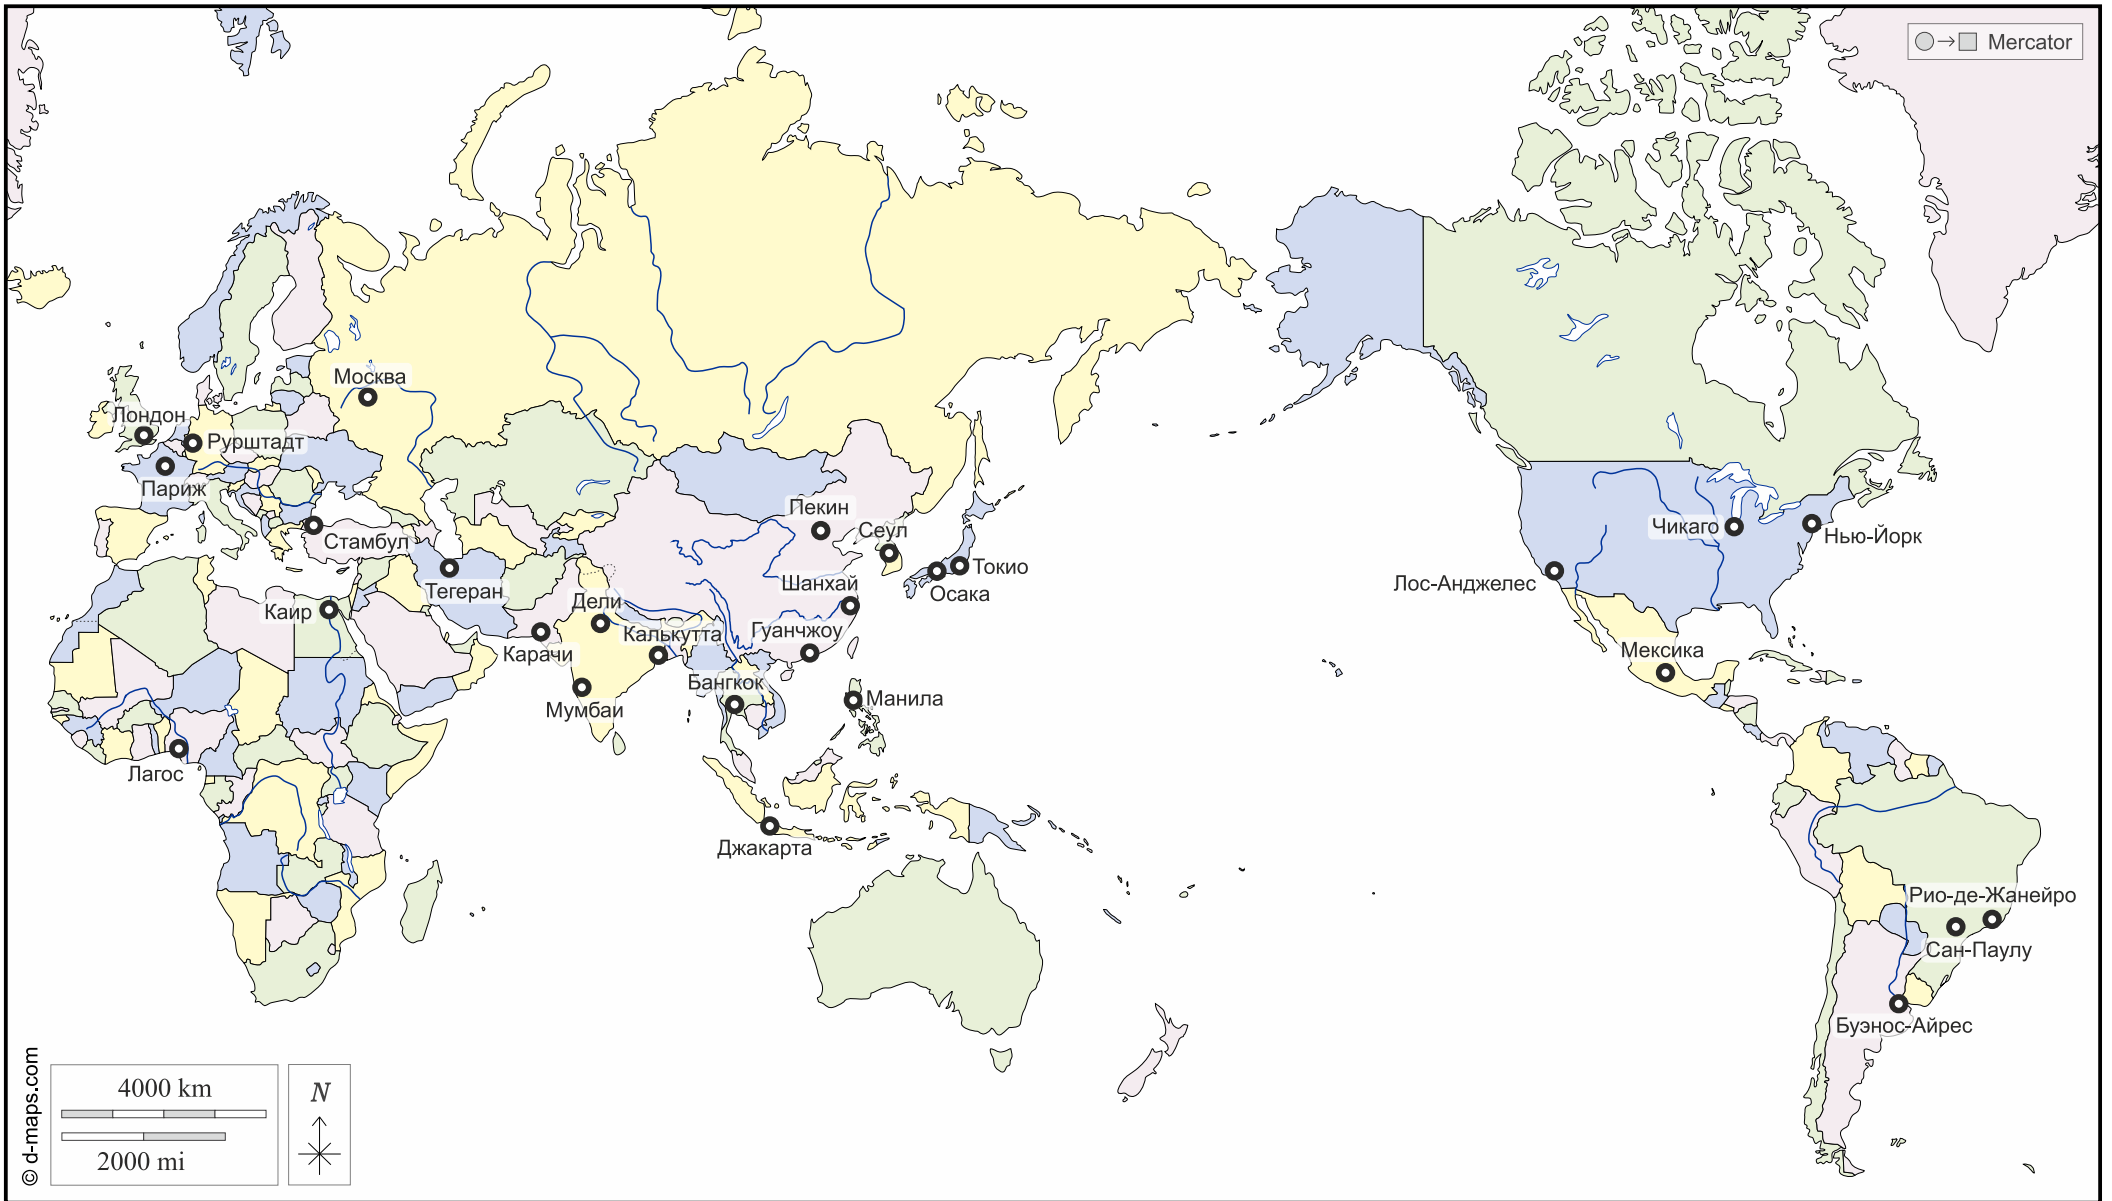 Mercator
Москва
Лондон
Рурштадт
Париж
Пекин
Сеул
Чикаго
Нью-Йорк
Стамбул
Токио
Тегеран
Шанхай
Осака
Лос-Анджелес
Каир
Дели
Калькутта
Гуанчжоу
Карачи
Мексика
Бангкок
Манила
Мумбаи
Лагос
Джакарта
Рио-де-Жанейро
Сан-Паулу
Буэнос-Айрес
© d-maps.com
4000 km
2000 mi
N